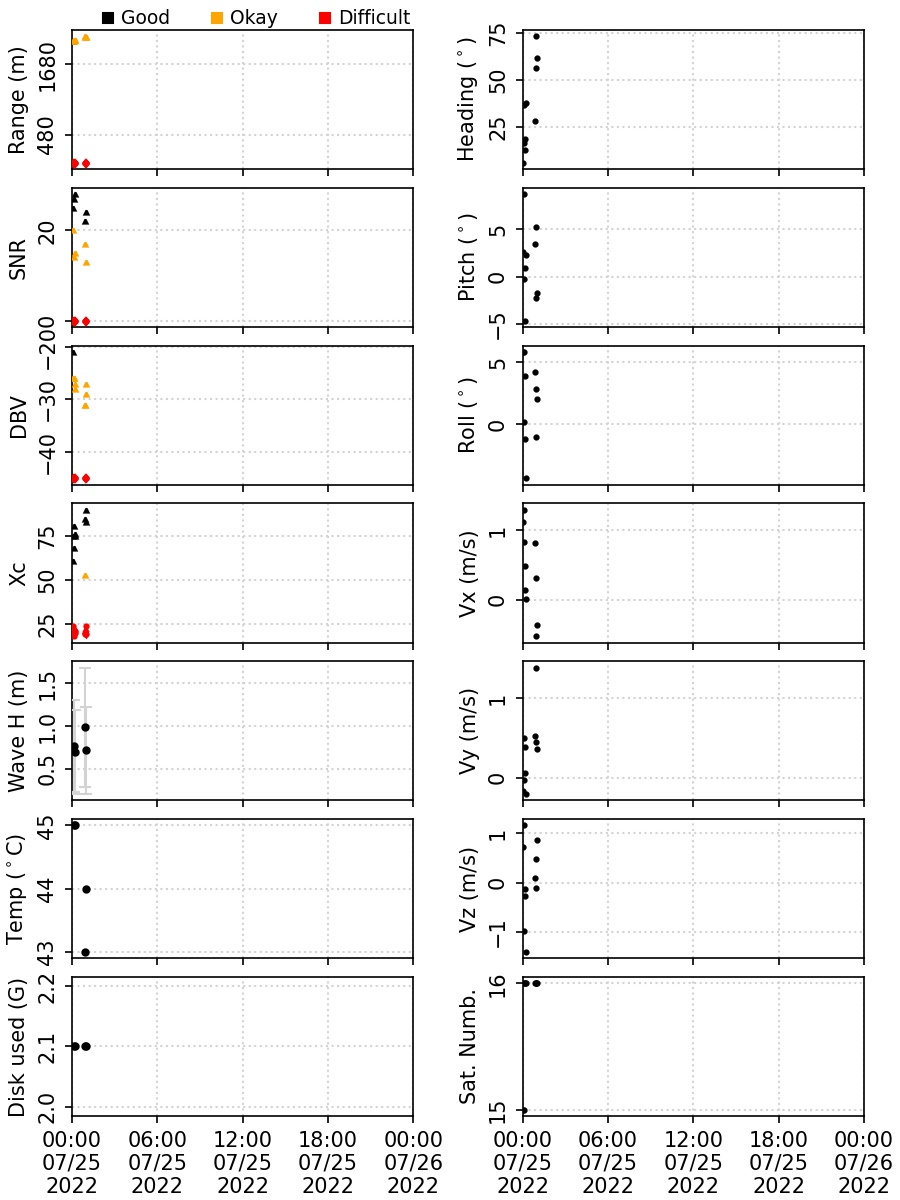 Good Okay Difficult
Range (m)
1680
480
SNR
20
00
DBV
−20
−30
−40
Xc
75
50
25
Wave H (m)
1.5
1.0
0.5
Temp (°C)
45
44
43
Disk used (G)
2.2
2.1
2.0
00:00 06:00 12:00 18:00 00:00
07/25 07/25 07/25 07/25 07/26
2022 2022 2022 2022 2022
Heading (°)
75
50
25
Pitch (°)
5
0
−5
Roll (°)
5
0
Vx (m/s)
1
0
Vy (m/s)
1
0
Vz (m/s)
1
0
−1
Sat. Numb.
16
15
00:00 06:00 12:00 18:00 00:00
07/25 07/25 07/25 07/25 07/26
2022 2022 2022 2022 2022